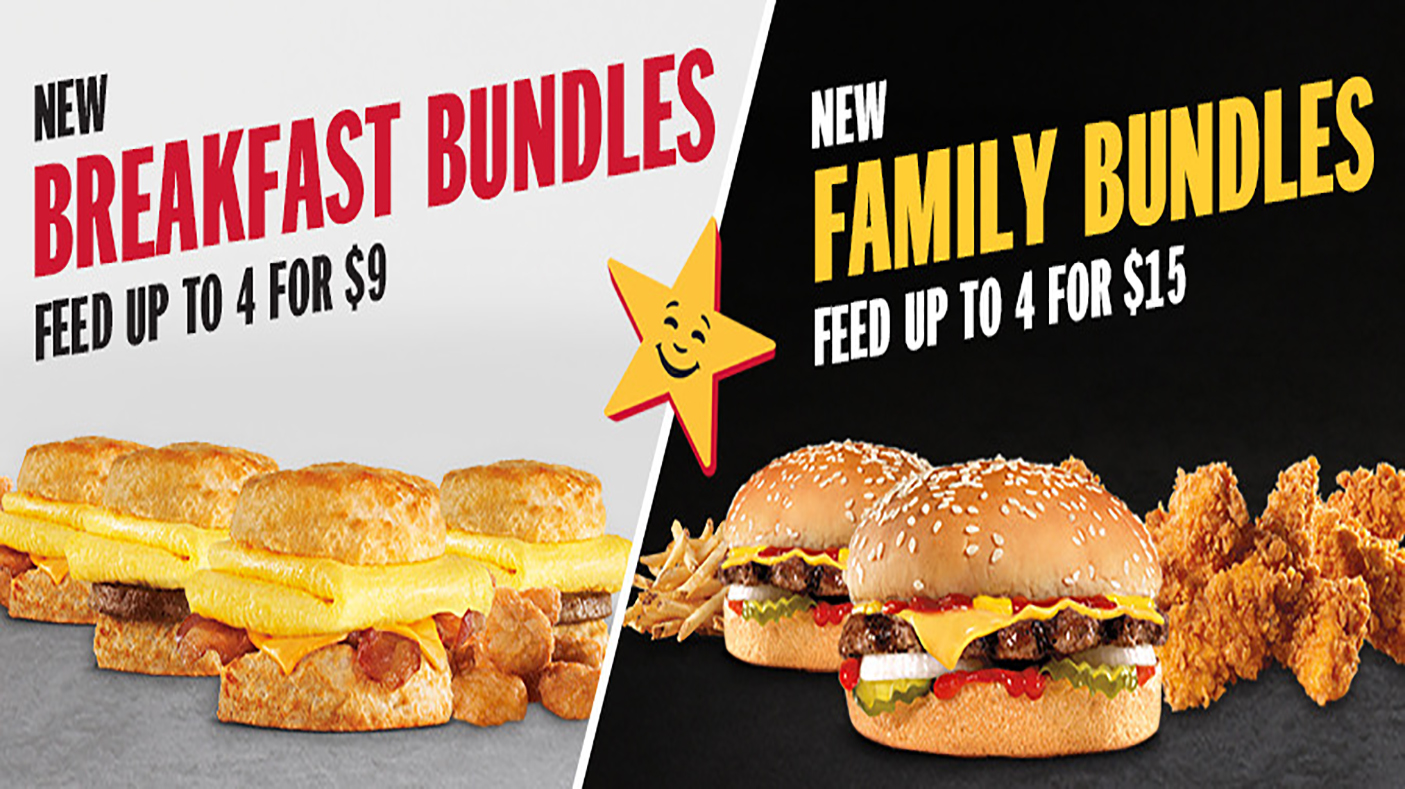 NEW
BREAKFAST BUNDLES
FEED UP TO 4 FOR $9
NEW
FAMILY BUNDLES
FEED UP TO 4 FOR $15